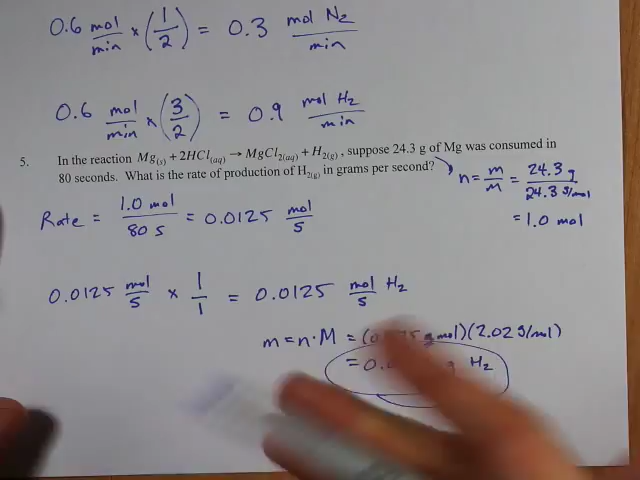 0.6 mol/min × (1/2) = 0.3 mol N₂/min
0.6 mol/min × (3/2) = 0.9 mol H₂/min
5. In the reaction Mg(s) + 2HCl(aq) → MgCl2(aq) + H2(g), suppose 24.3 g of Mg was consumed in
80 seconds. What is the rate of production of H2(g) in grams per second?
n = m/M = 24.3 g / 24.3 g/mol
= 1.0 mol
Rate = 1.0 mol / 80 s = 0.0125 mol/s
0.0125 mol/s × 1/1 = 0.0125 mol/s H₂
m = n · M = mol)(2.02 g/mol)
= g H₂